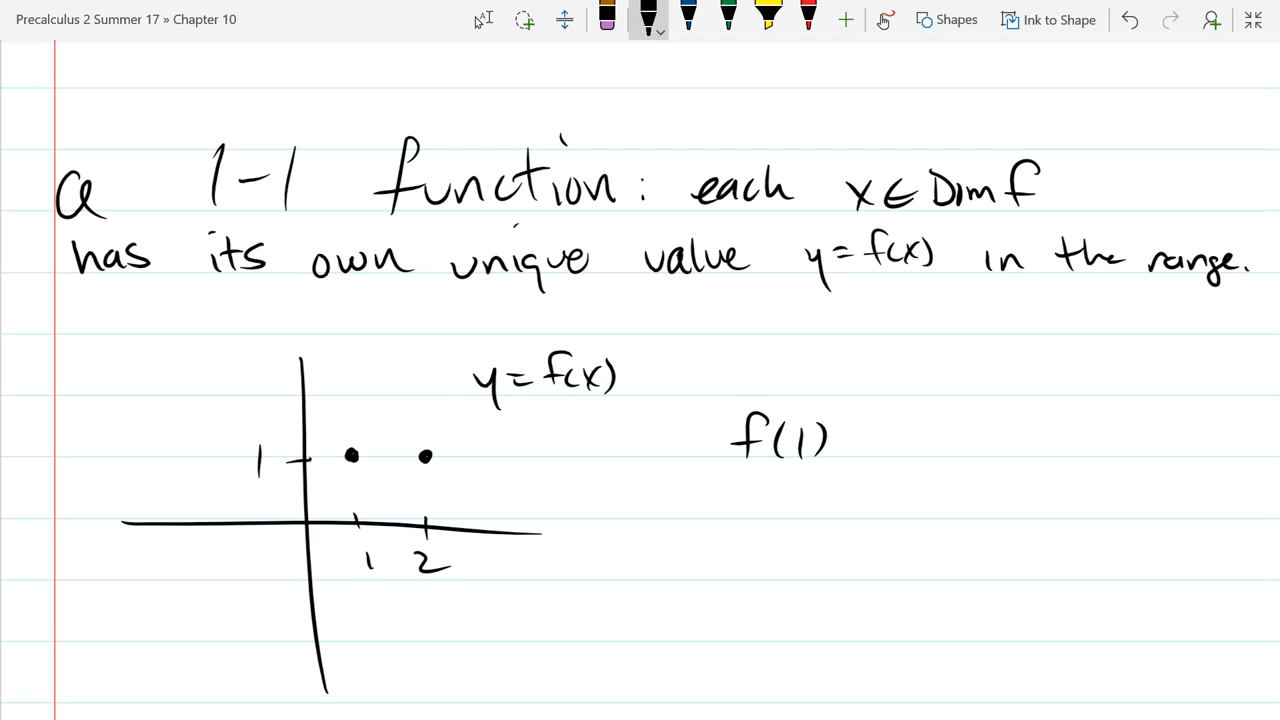 Precalculus 2 Summer 17 » Chapter 10
Shapes
Ink to Shape
a 1-1 function: each x ∈ Dom f
has its own unique value y=f(x) in the range.
y=f(x)
f(1)
1
1 2